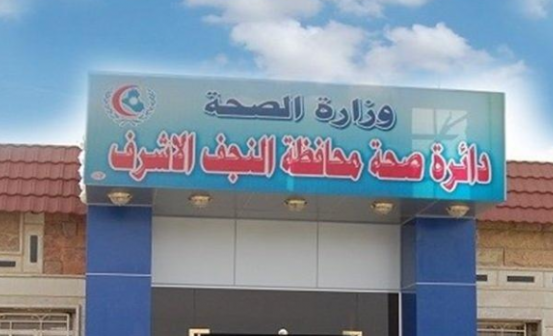 وزارة الصحة
دائرة صحة محافظة النجف الاشرف